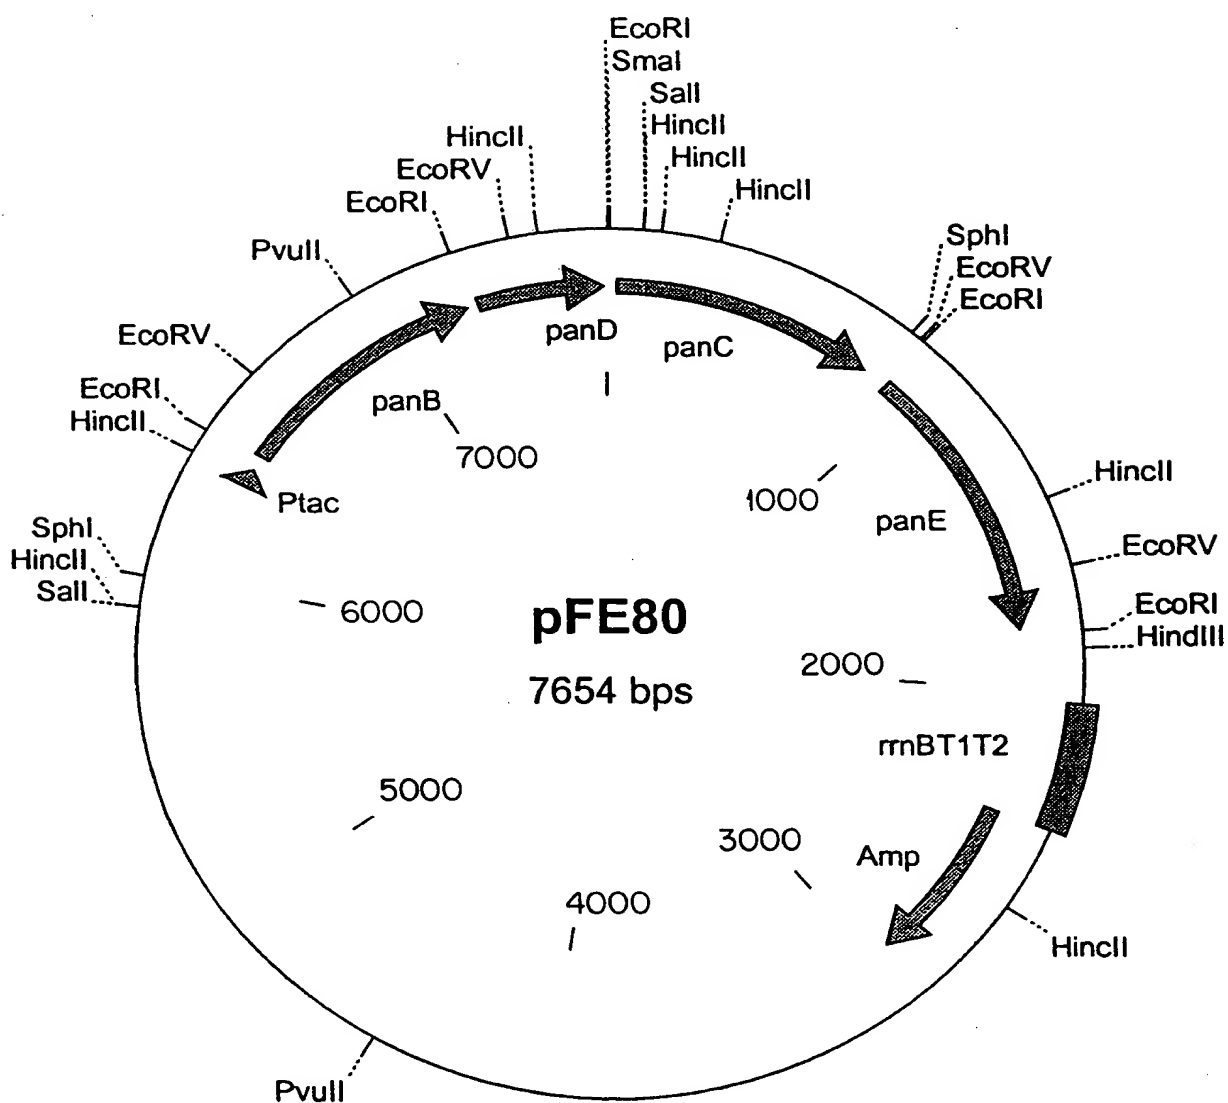 EcoRI
SmaI
SalI
HincII
HincII
HincII
HincII
EcoRV
EcoRI
PvuII
EcoRV
EcoRI
HincII
SphI
HincII
SalI
SphI
EcoRV
EcoRI
HincII
EcoRV
EcoRI
HindIII
HincII
PvuII
panD
panC
panB
panE
Ptac
7000
1000
6000
2000
5000
3000
4000
rrnBT1T2
Amp
pFE80
7654 bps